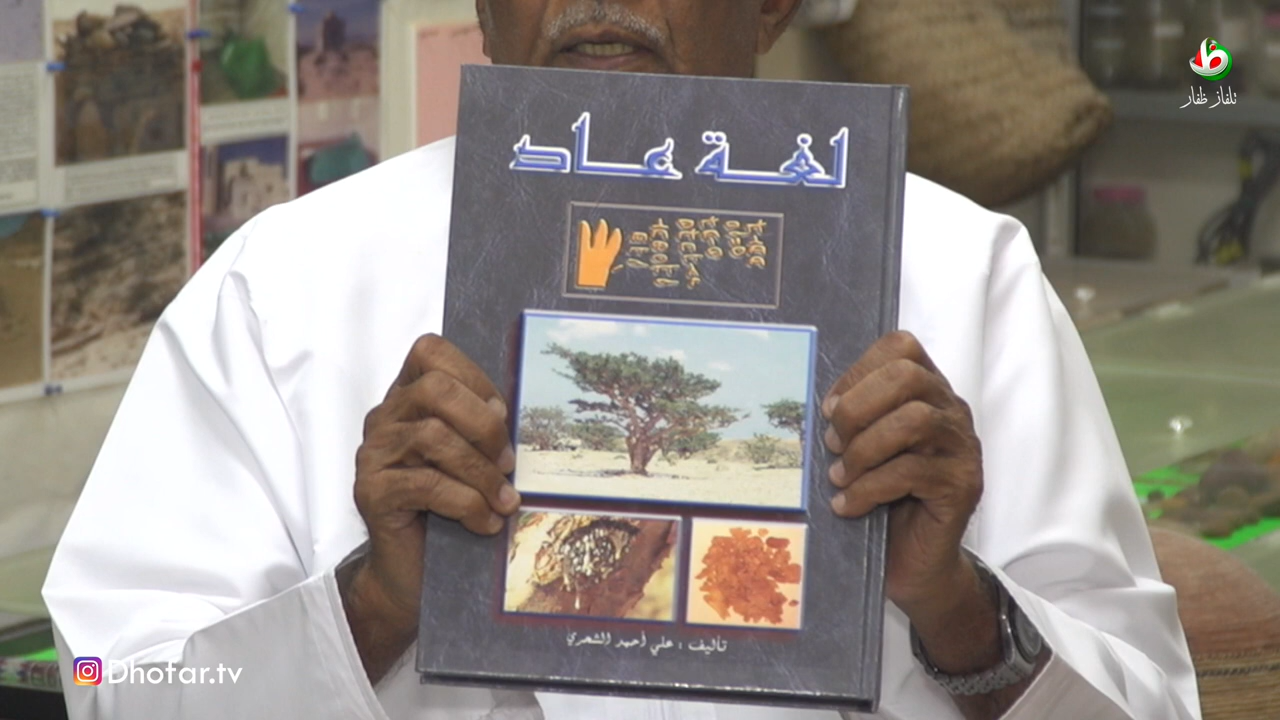 تلفاز ظفار
لغة عاد
تأليف : علي أحمد الشحري
Dhofar.tv